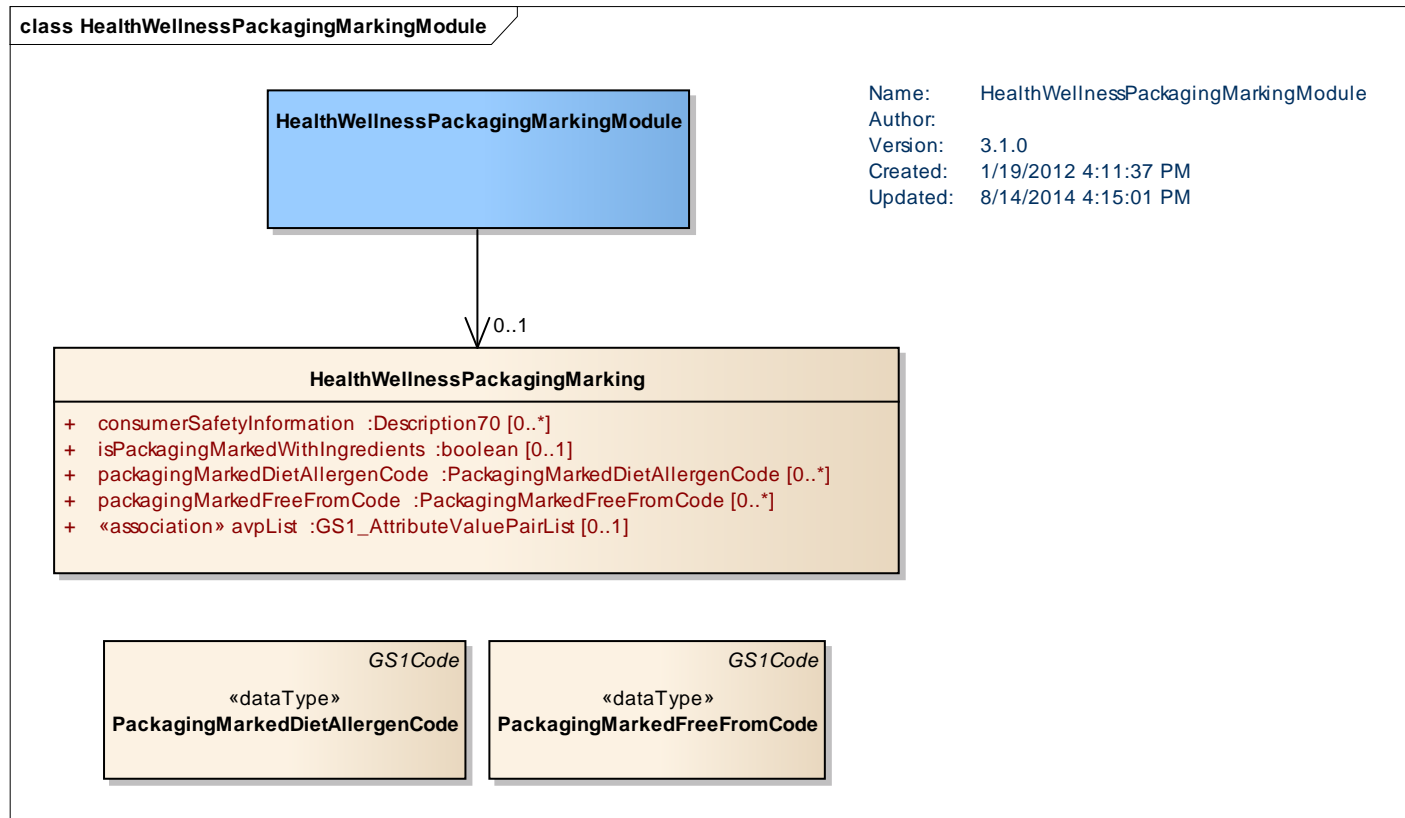 class HealthWellnessPackagingMarkingModule
HealthWellnessPackagingMarkingModule
Name: HealthWellnessPackagingMarkingModule
Author:
Version: 3.1.0
Created: 1/19/2012 4:11:37 PM
Updated: 8/14/2014 4:15:01 PM
0..1
HealthWellnessPackagingMarking
+ consumerSafetyInformation :Description70 [0..*]
+ isPackagingMarkedWithIngredients :boolean [0..1]
+ packagingMarkedDietAllergenCode :PackagingMarkedDietAllergenCode [0..*]
+ packagingMarkedFreeFromCode :PackagingMarkedFreeFromCode [0..*]
+ «association» avpList :GS1_AttributeValuePairList [0..1]
GS1Code
«dataType»
PackagingMarkedDietAllergenCode
GS1Code
«dataType»
PackagingMarkedFreeFromCode